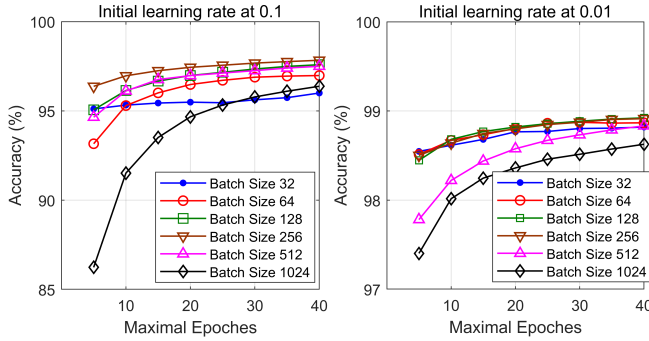 Initial learning rate at 0.1
100
95
90
85
Accuracy (%)
Batch Size 32
Batch Size 64
Batch Size 128
Batch Size 256
Batch Size 512
Batch Size 1024
10 20 30 40
Maximal Epoches
Initial learning rate at 0.01
100
99
98
97
Accuracy (%)
Batch Size 32
Batch Size 64
Batch Size 128
Batch Size 256
Batch Size 512
Batch Size 1024
10 20 30 40
Maximal Epoches